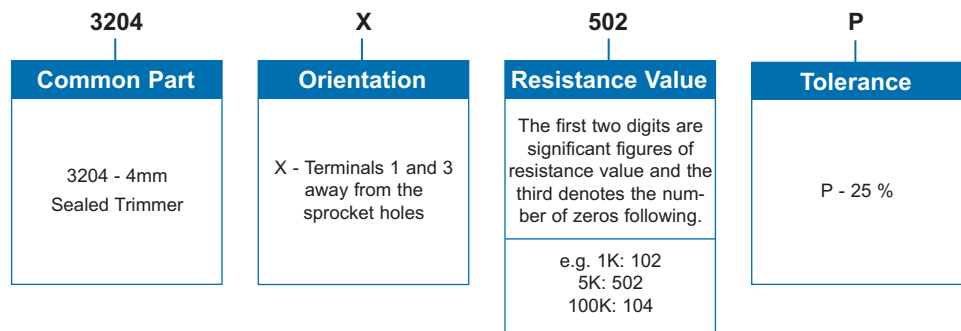 3204
X
502
P
Common Part
Orientation
Resistance Value
Tolerance
3204 - 4mm
Sealed Trimmer
X - Terminals 1 and 3
away from the
sprocket holes
The first two digits are
significant figures of
resistance value and the
third denotes the num-
ber of zeros following.
e.g. 1K: 102
5K: 502
100K: 104
P - 25 %